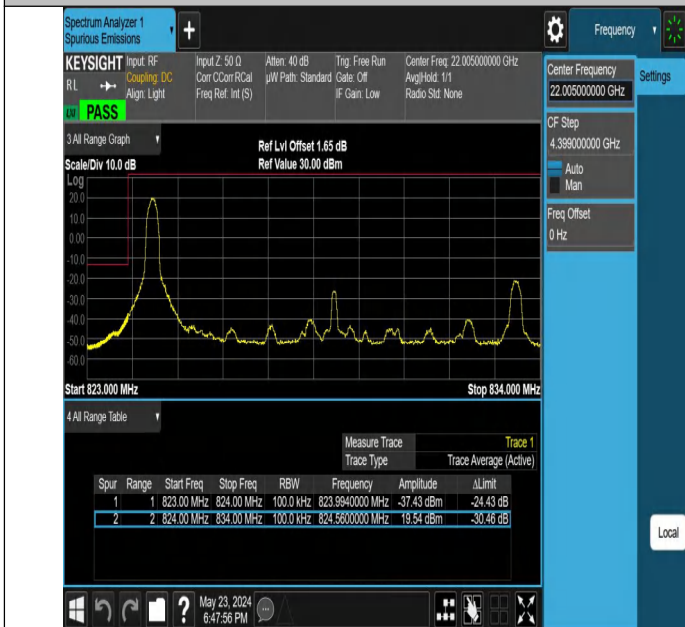 Spectrum Analyzer 1
Spurious Emissions
Frequency
KEYSIGHT
RL
Input: RF
Coupling: DC
Align: Light
Input Z: 50 Ω
Corr CCorr RCal
Freq Ref: Int (S)
Atten: 40 dB
µW Path: Standard
Trig: Free Run
Gate: Off
IF Gain: Low
Center Freq: 22.005000000 GHz
Avg|Hold: 1/1
Radio Std: None
PASS
Center Frequency
22.005000000 GHz
Settings
CF Step
4.399000000 GHz
Auto
Man
Freq Offset
0 Hz
3 All Range Graph
Ref Lvl Offset 1.65 dB
Scale/Div 10.0 dB
Ref Value 30.00 dBm
Log
20.0
10.0
0.00
-10.0
-20.0
-30.0
-40.0
-50.0
-60.0
Start 823.000 MHz
Stop 834.000 MHz
4 All Range Table
Measure Trace Trace 1
Trace Type Trace Average (Active)
Spur Range Start Freq Stop Freq RBW Frequency Amplitude ΔLimit
1 1 823.00 MHz 824.00 MHz 100.0 kHz 823.9940000 MHz -37.43 dBm -24.43 dB
2 2 824.00 MHz 834.00 MHz 100.0 kHz 824.5600000 MHz 19.54 dBm -30.46 dB
Local
May 23, 2024
6:47:56 PM